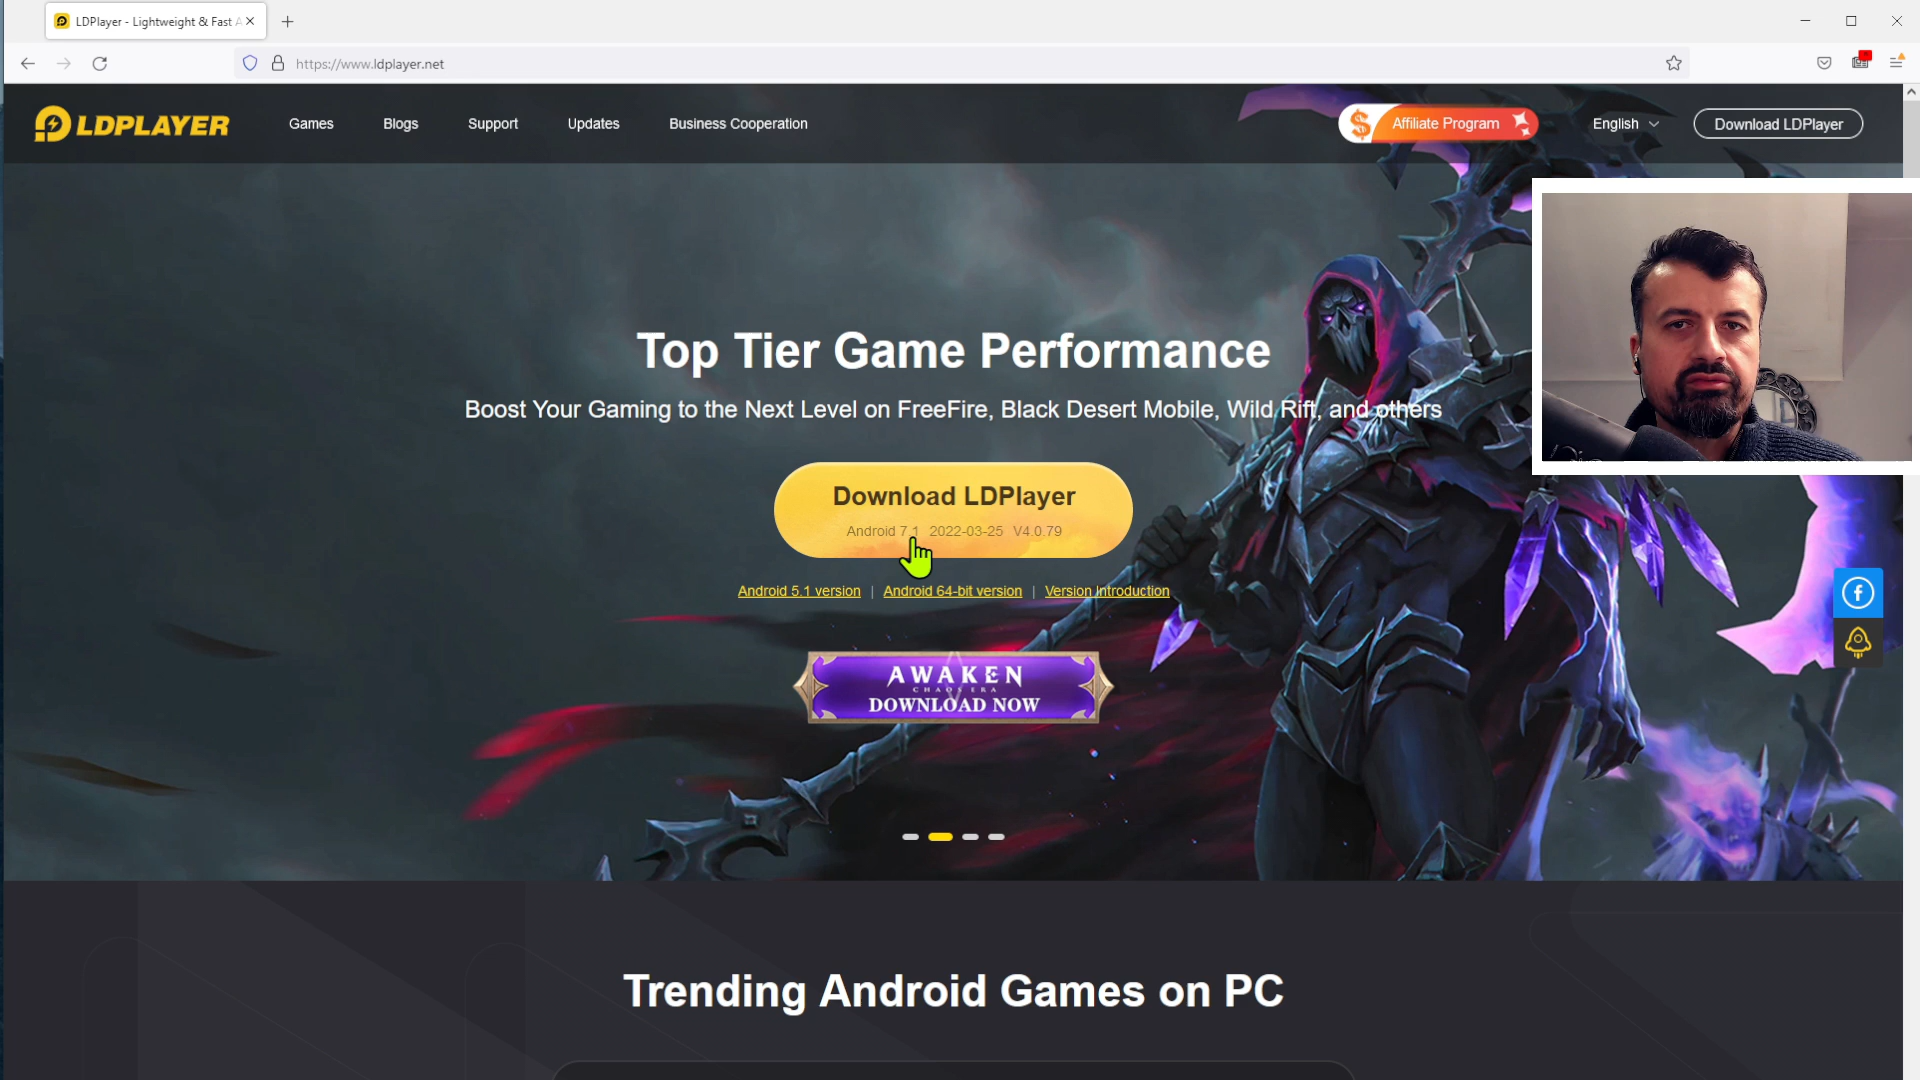 LDPlayer - Lightweight & Fast A
https://www.ldplayer.net
LDPLAYER
Games
Blogs
Support
Updates
Business Cooperation
Affiliate Program
English
Download LDPlayer
Top Tier Game Performance
Boost Your Gaming to the Next Level on FreeFire, Black Desert Mobile, Wild Rift, and others
Download LDPlayer
Android 7.1 2022-03-25 V4.0.79
Android 5.1 version | Android 64-bit version | Version Introduction
AWAKEN
CHAOS ERA
DOWNLOAD NOW
Trending Android Games on PC